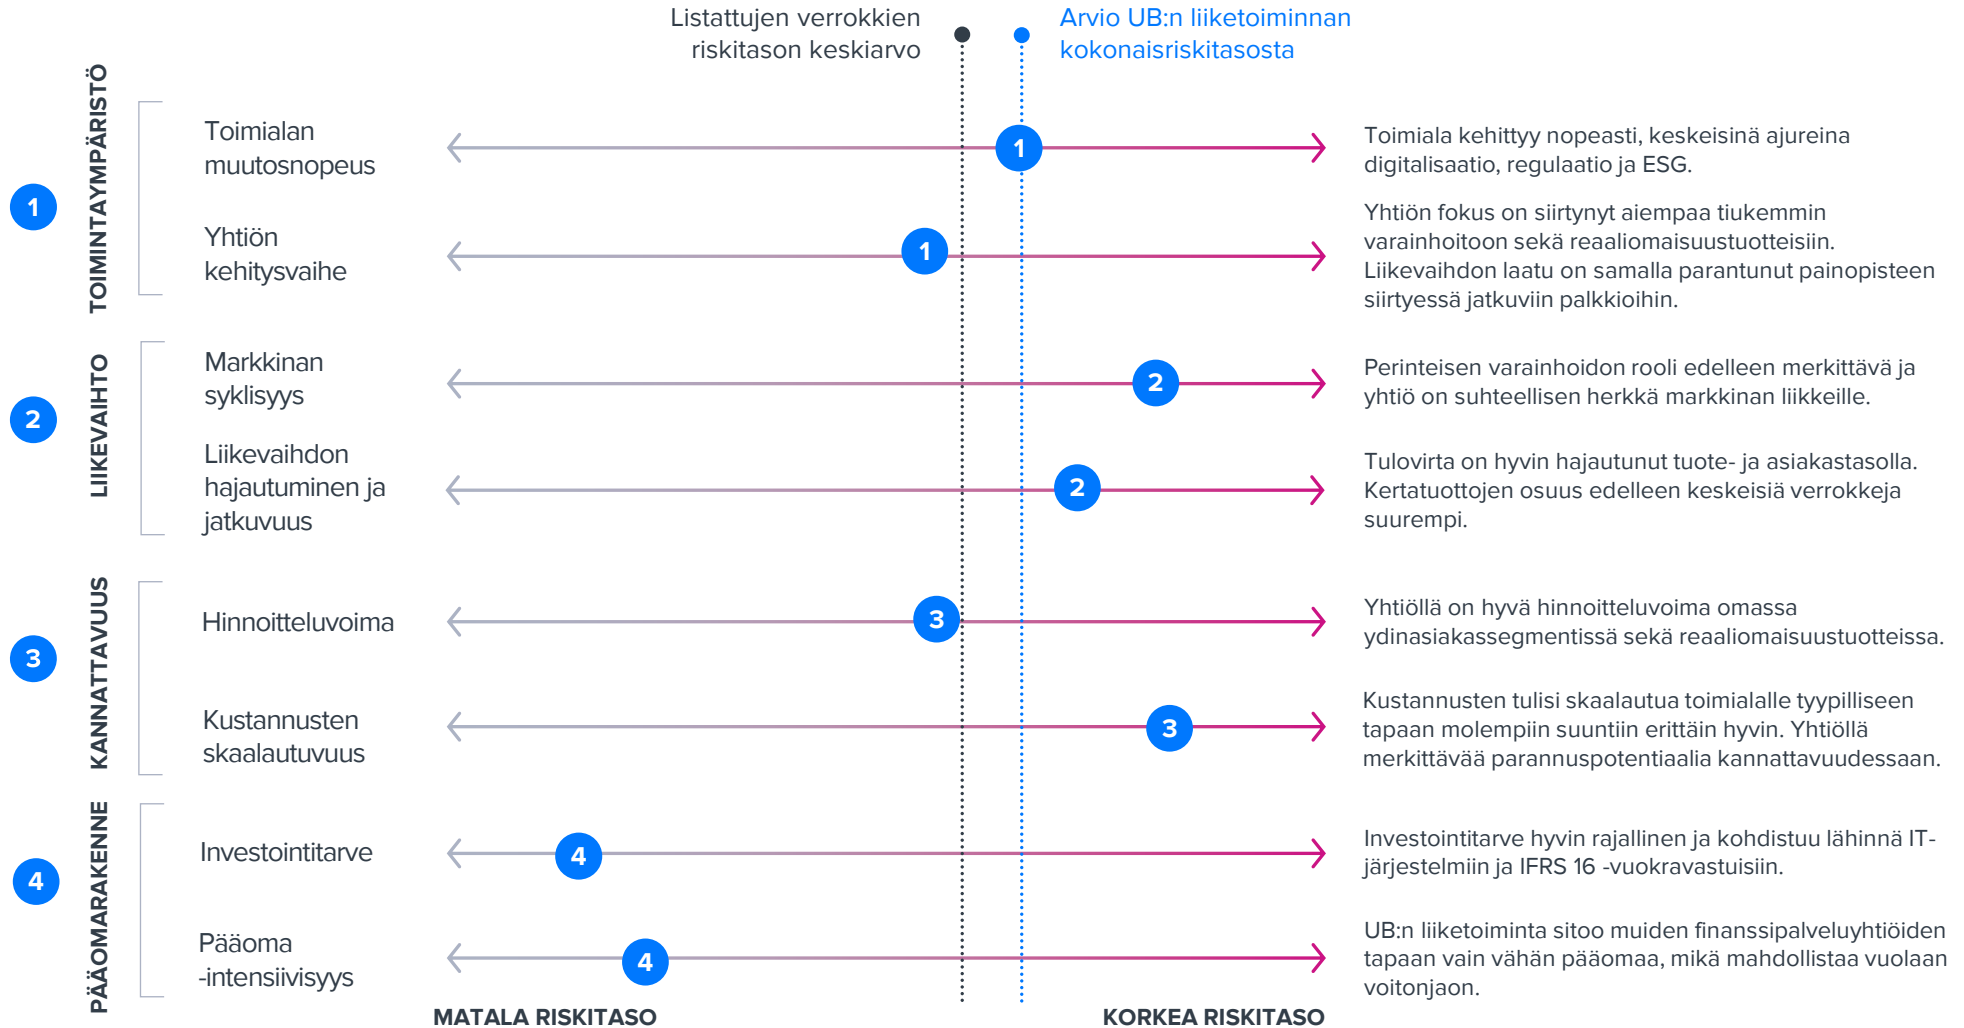 Listattujen verrokkien
riskitason keskiarvo
Arvio UB:n liiketoiminnan
kokonaisriskitasosta
1
TOIMINTAYMPÄRISTÖ
Toimialan
muutosnopeus
1
Toimiala kehittyy nopeasti, keskeisinä ajureina
digitalisaatio, regulaatio ja ESG.
Yhtiön
kehitysvaihe
1
Yhtiön fokus on siirtynyt aiempaa tiukemmin
varainhoitoon sekä reaaliomaisuustuotteisiin.
Liikevaihdon laatu on samalla parantunut painopisteen
siirtyessä jatkuviin palkkioihin.
2
LIIKEVAIHTO
Markkinan
syklisyys
2
Perinteisen varainhoidon rooli edelleen merkittävä ja
yhtiö on suhteellisen herkkä markkinan liikkeille.
Liikevaihdon
hajautuminen ja
jatkuvuus
2
Tulovirta on hyvin hajautunut tuote- ja asiakastasolla.
Kertatuottojen osuus edelleen keskeisiä verrokkeja
suurempi.
3
KANNATTAVUUS
Hinnoitteluvoima
3
Yhtiöllä on hyvä hinnoitteluvoima omassa
ydinasiakassegmentissä sekä reaaliomaisuustuotteissa.
Kustannusten
skaalautuvuus
3
Kustannusten tulisi skaalautua toimialalle tyypilliseen
tapaan molempiin suuntiin erittäin hyvin. Yhtiöllä
merkittävää parannuspotentiaalia kannattavuudessaan.
4
PÄÄOMARAKENNE
Investointitarve
4
Investointitarve hyvin rajallinen ja kohdistuu lähinnä IT-
järjestelmiin ja IFRS 16 -vuokravastuisiin.
Pääoma
-intensiivisyys
4
UB:n liiketoiminta sitoo muiden finanssipalveluyhtiöiden
tapaan vain vähän pääomaa, mikä mahdollistaa vuolaan
voitonjaon.
MATALA RISKITASO
KORKEA RISKITASO